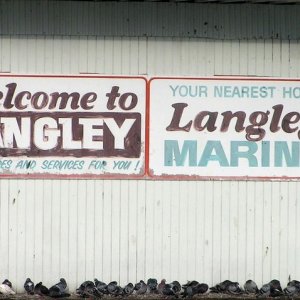 elcome to
ANGLEY
ES AND SERVICES FOR YOU!
YOUR NEAREST HO
Langle
MARIN